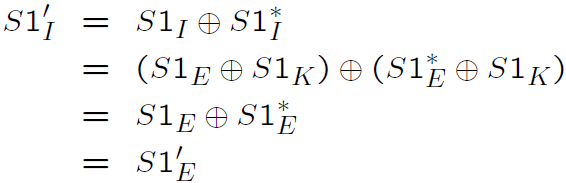 S1′_I = S1_I ⊕ S1*_I
= (S1_E ⊕ S1_K) ⊕ (S1*_E ⊕ S1_K)
= S1_E ⊕ S1*_E
= S1′_E